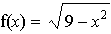 f(x) = √(9 − x²)